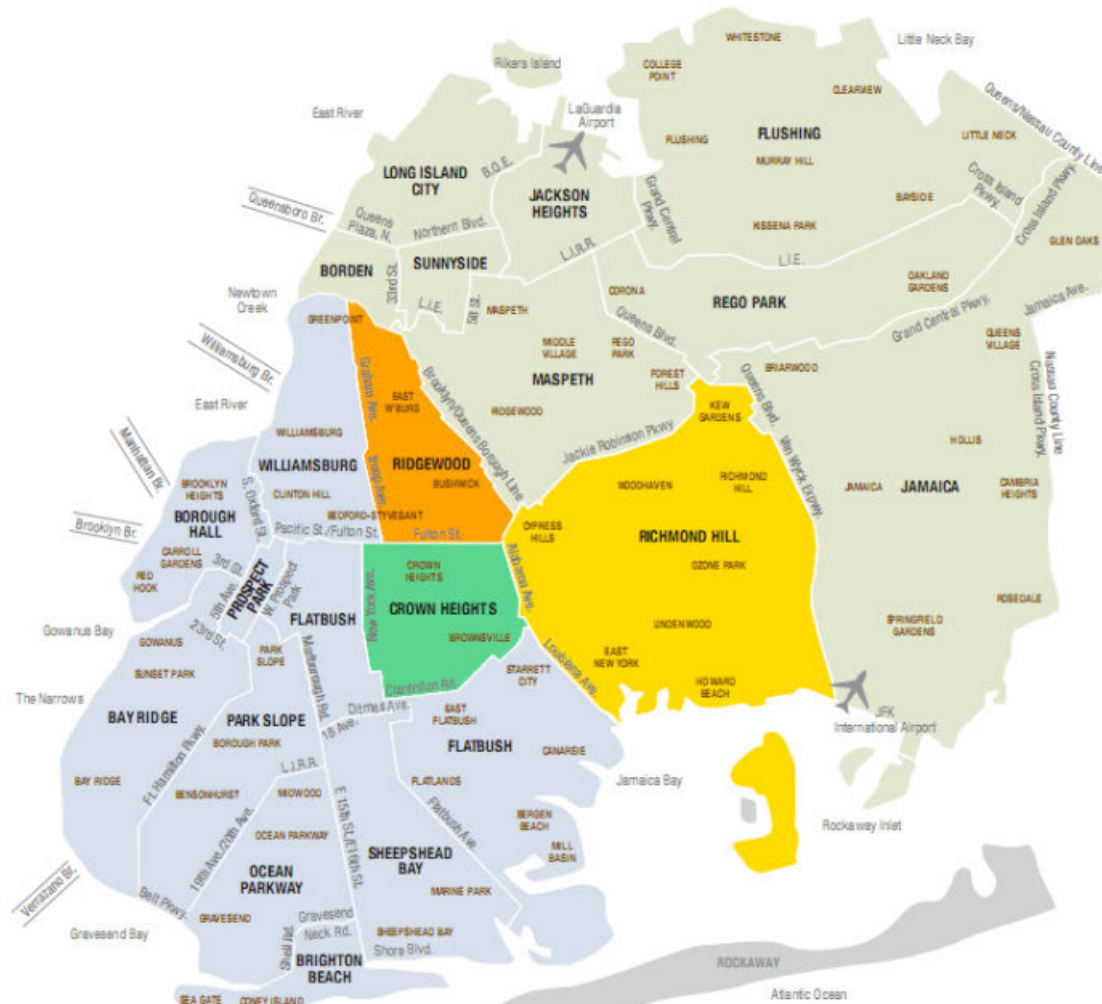 WHITESTONE
Little Neck Bay
Rikers Island
COLLEGE
POINT
CLEARVIEW
Queens/Nassau County Line
East River
LaGuardia
Airport
FLUSHING
FLUSHING
LITTLE NECK
MURRAY HILL
LONG ISLAND
CITY
B.Q.E.
JACKSON
HEIGHTS
Grand Central
Pkwy.
Cross Island
Pkwy.
Cross Island Pkwy.
BAYSIDE
Queensboro Br.
Queens
Plaza, N.
Northern Blvd.
KISSENA PARK
GLEN OAKS
L.I.R.R.
L.I.E.
BORDEN
33rd St.
SUNNYSIDE
OAKLAND
GARDENS
Newtown
Creek
L.I.E.
58 St.
CORONA
REGO PARK
Jamaica Ave.
GREENPOINT
MASPETH
Queens Blvd.
Grand Central Pkwy.
QUEENS
VILLAGE
Williamsburg Br.
MIDDLE
VILLAGE
REGO
PARK
Graham Ave.
Brooklyn/Queens Borough Line
MASPETH
FOREST
HILLS
Queens Blvd.
BRIARWOOD
Nassau County Line
Cross Island Pkwy.
East River
EAST
W'BURG
RIDGEWOOD
KEW
GARDENS
Jackie Robinson Pkwy
Van Wyck Expwy.
WILLIAMSBURG
HOLLIS
Manhattan Br.
WILLIAMSBURG
RIDGEWOOD
Throop Ave.
BUSHWICK
BROOKLYN
HEIGHTS
S. Oxford St.
CLINTON HILL
WOODHAVEN
RICHMOND
HILL
JAMAICA
JAMAICA
CAMBRIA
HEIGHTS
Brooklyn Br.
BOROUGH
HALL
BEDFORD-STYVESANT
Pacific St./Fulton St.
Fulton St.
CYPRESS
HILLS
RICHMOND HILL
CARROLL
GARDENS
RED
HOOK
3rd St.
5th Ave.
PROSPECT
PARK
W. Prospect
Park
CROWN
HEIGHTS
Alabama Ave.
OZONE PARK
FLATBUSH
New York Ave.
CROWN HEIGHTS
ROSEDALE
Gowanus Bay
23rd St.
GOWANUS
BROWNSVILLE
LINDENWOOD
SPRINGFIELD
GARDENS
SUNSET PARK
PARK
SLOPE
Marlborough Rd.
STARRETT
CITY
Louisiana Ave.
EAST
NEW YORK
The Narrows
Clarendon Rd.
HOWARD
BEACH
BAY RIDGE
PARK SLOPE
Ditmas Ave.
18 Ave.
EAST
FLATBUSH
JFK
International Airport
BOROUGH PARK
FLATBUSH
CANARSIE
Ft. Hamilton Pkwy.
L.I.R.R.
BAY RIDGE
BENSONHURST
MIDWOOD
FLATLANDS
Jamaica Bay
19th Ave./20th Ave.
E 15th St./E16th St.
Flatbush Ave.
BERGEN
BEACH
Rockaway Inlet
OCEAN PARKWAY
MILL
BASIN
Verrazano Br.
OCEAN
PARKWAY
SHEEPSHEAD
BAY
Belt Pkwy.
MARINE PARK
Gravesend Bay
GRAVESEND
Gravesend
Neck Rd.
Shell Rd.
SHEEPSHEAD BAY
Shore Blvd.
BRIGHTON
BEACH
ROCKAWAY
SEA GATE
CONEY ISLAND
Atlantic Ocean